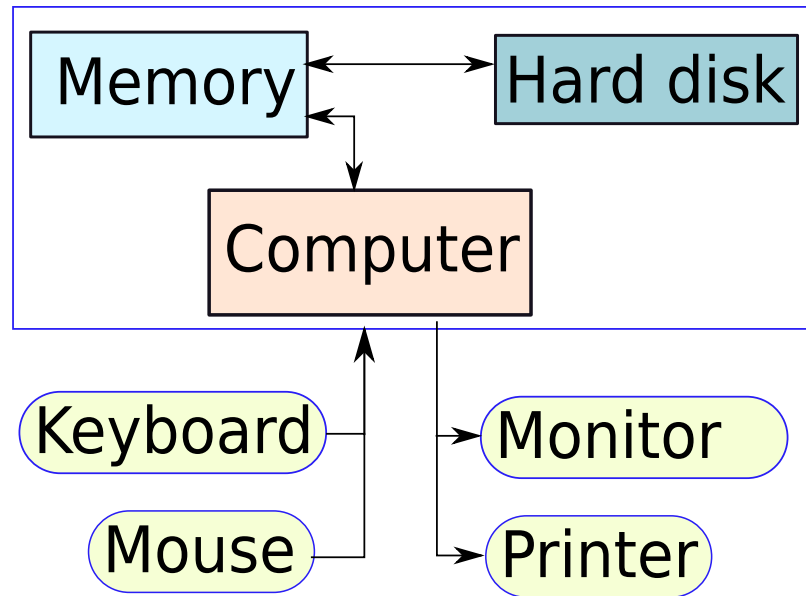 Memory
Hard disk
Computer
Keyboard
Monitor
Mouse
Printer